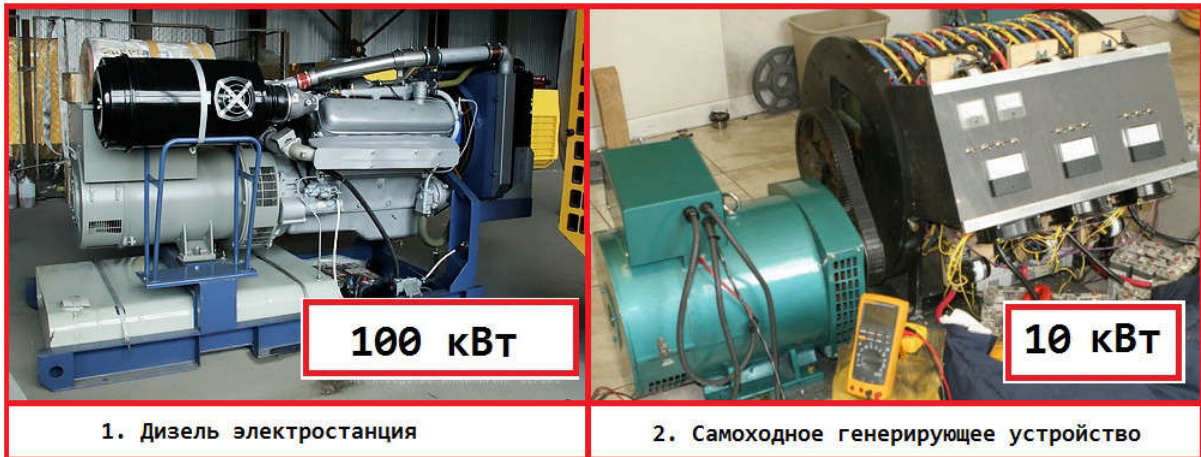 100 кВт
10 кВт
1. Дизель электростанция
2. Самоходное генерирующее устройство